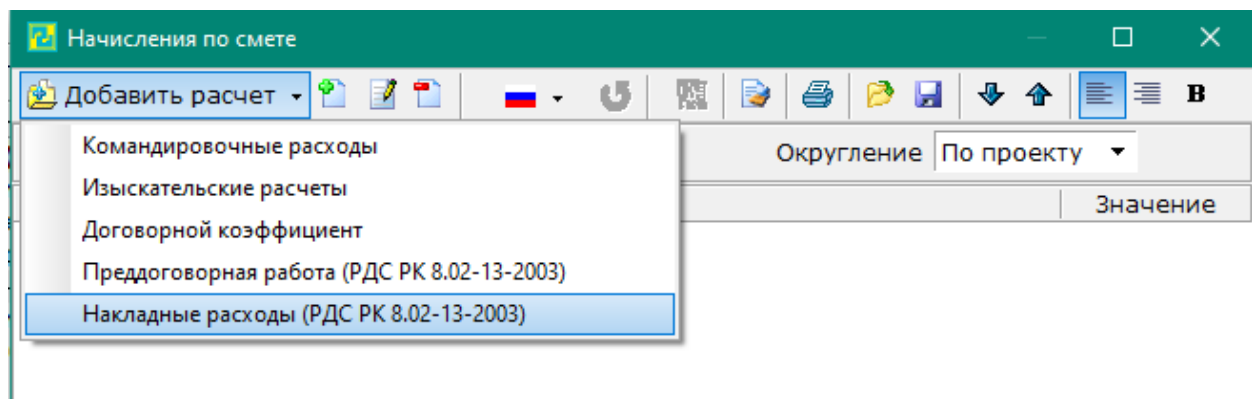 Начисления по смете
Добавить расчет
B
Командировочные расходы
Округление По проекту
Изыскательские расчеты
Значение
Договорной коэффициент
Преддоговорная работа (РДС РК 8.02-13-2003)
Накладные расходы (РДС РК 8.02-13-2003)